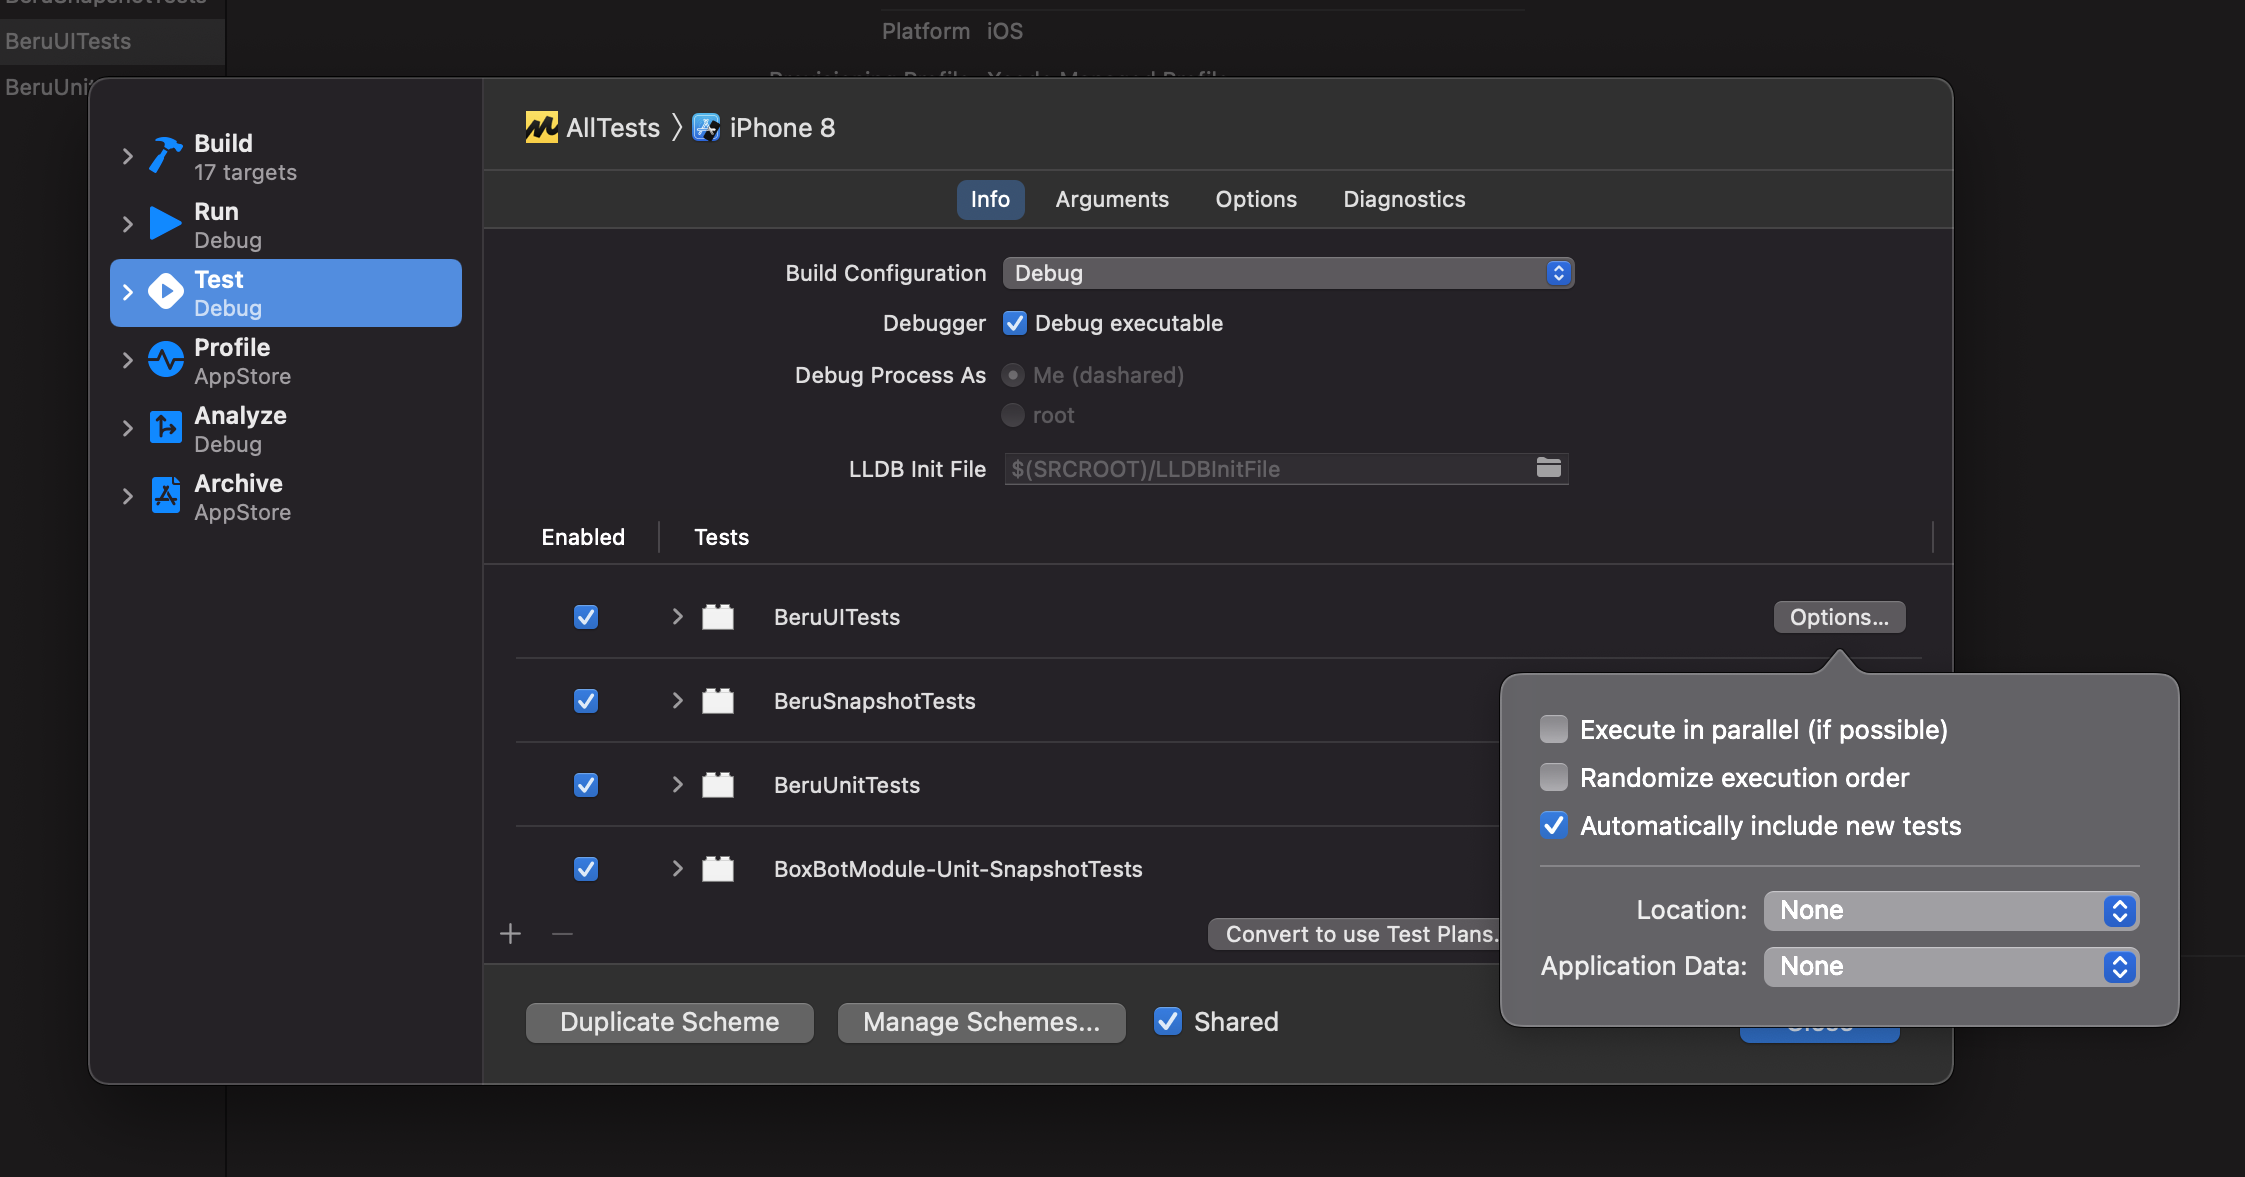 BeruUITests
Platform iOS
AllTests
iPhone 8
Build
17 targets
Run
Debug
Test
Debug
Profile
AppStore
Analyze
Debug
Archive
AppStore
Info Arguments Options Diagnostics
Build Configuration Debug
Debugger Debug executable
Debug Process As Me (dashared)
root
LLDB Init File $(SRCROOT)/LLDBInitFile
Enabled Tests
BeruUITests Options...
BeruSnapshotTests
BeruUnitTests
BoxBotModule-Unit-SnapshotTests
+ −
Convert to use Test Plans.
Execute in parallel (if possible)
Randomize execution order
Automatically include new tests
Location: None
Application Data: None
Duplicate Scheme Manage Schemes... Shared